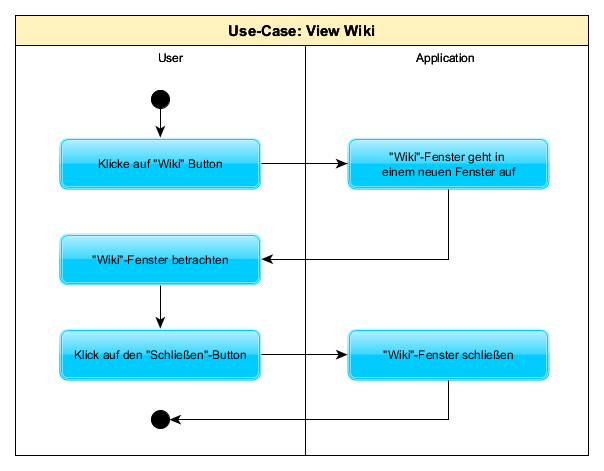 Use-Case: View Wiki
User
Application
Klicke auf "Wiki" Button
"Wiki"-Fenster geht in
einem neuen Fenster auf
"Wiki"-Fenster betrachten
Klick auf den "Schließen"-Button
"Wiki"-Fenster schließen